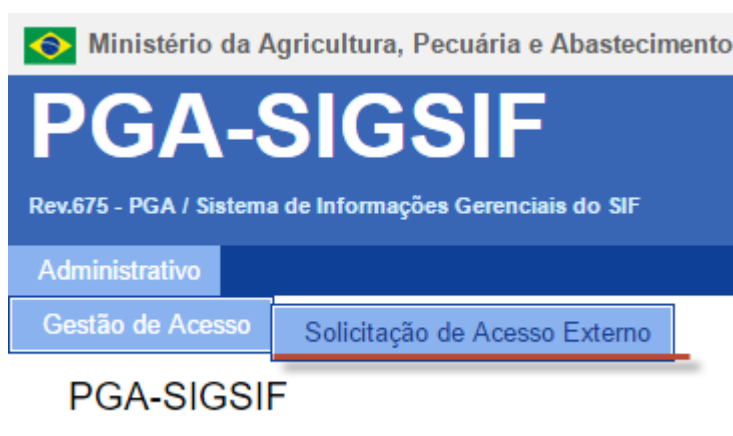 Ministério da Agricultura, Pecuária e Abastecimento
PGA-SIGSIF
Rev.675 - PGA / Sistema de Informações Gerenciais do SIF
Administrativo
Gestão de Acesso
Solicitação de Acesso Externo
PGA-SIGSIF